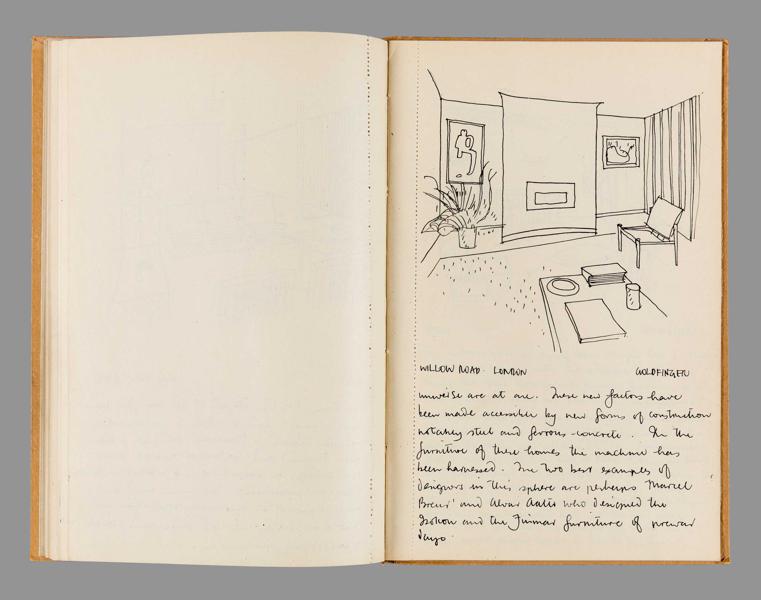 WILLOW ROAD. LONDON GOLDFINGER
universe are at one. These new factors have
been made accessible by new forms of construction
notably steel and ferrous-concrete. In the
furniture of these homes the machine has
been harnessed. The two best examples of
designers in this sphere are perhaps Marcel
Breur' and Alvar Aalto who designed the
Isokon and the Finmar furniture of prewar
days.